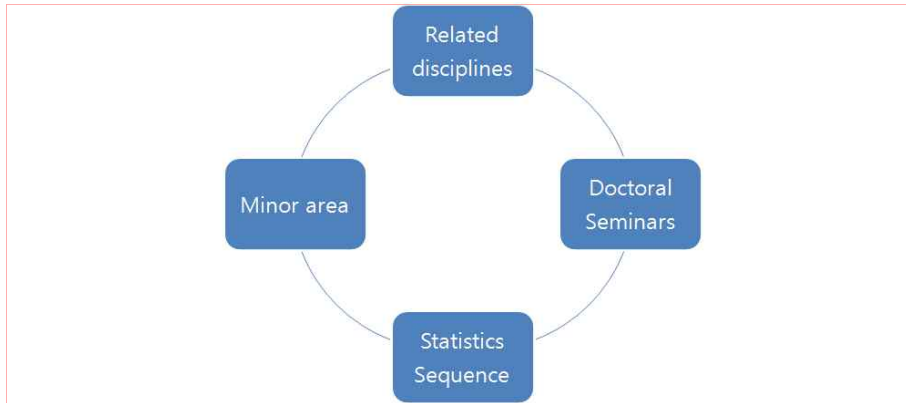 Related
disciplines
Minor area
Doctoral
Seminars
Statistics
Sequence